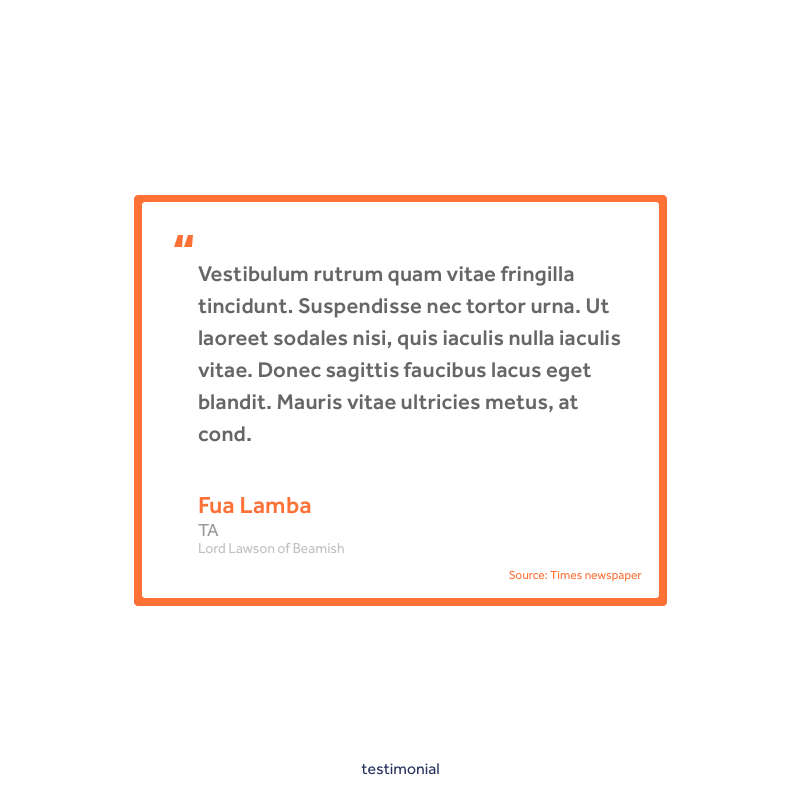 “
Vestibulum rutrum quam vitae fringilla
tincidunt. Suspendisse nec tortor urna. Ut
laoreet sodales nisi, quis iaculis nulla iaculis
vitae. Donec sagittis faucibus lacus eget
blandit. Mauris vitae ultricies metus, at
cond.
Fua Lamba
TA
Lord Lawson of Beamish
Source: Times newspaper
testimonial